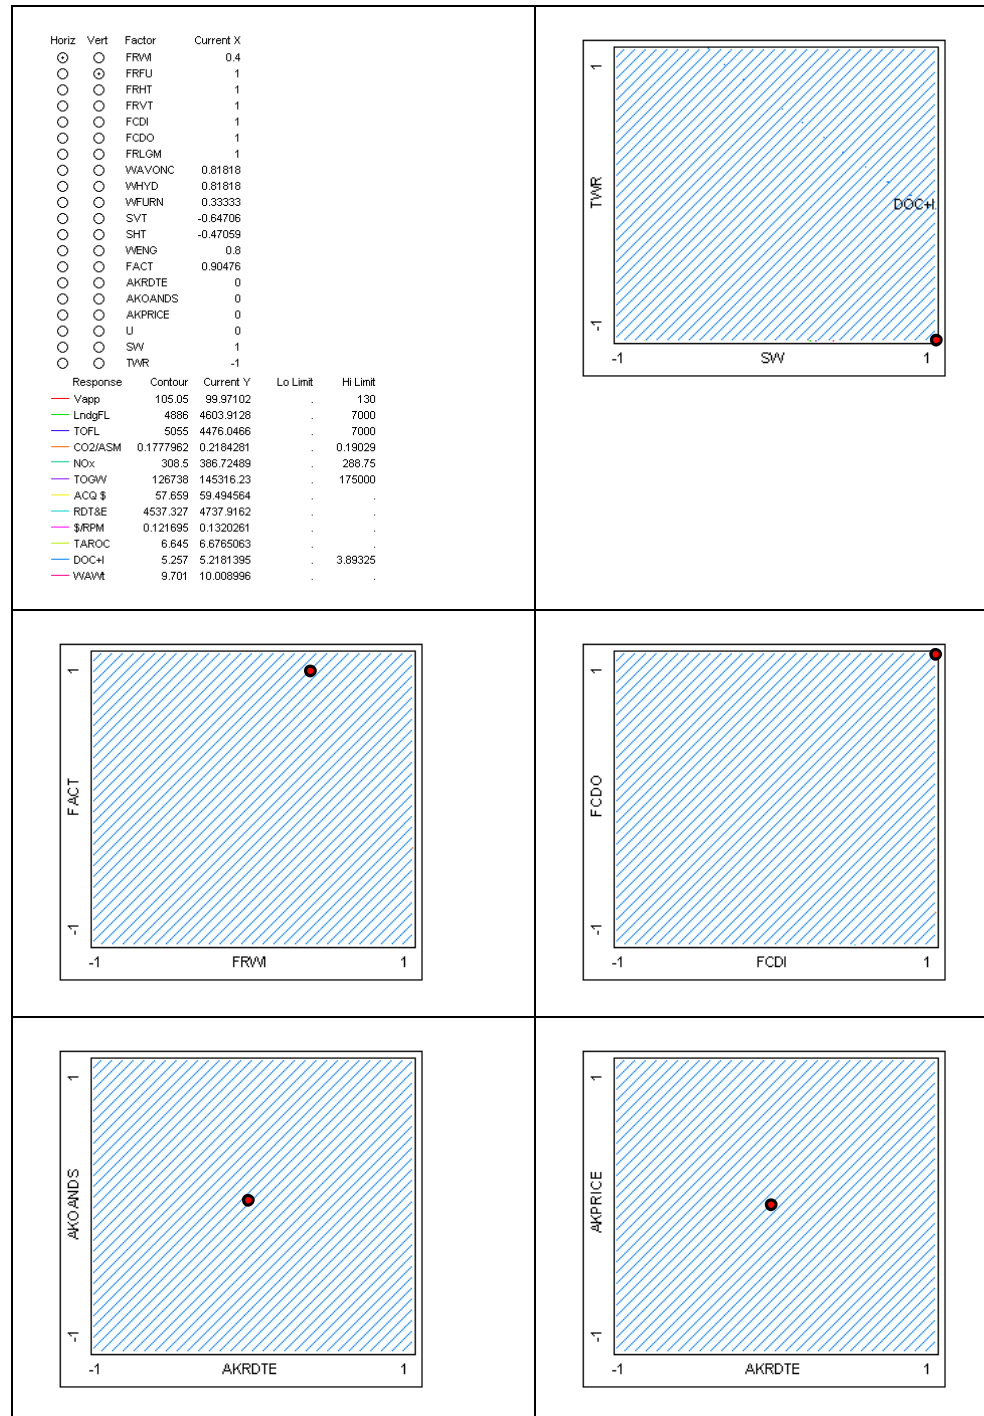 Horiz Vert Factor Current X
FRWI 0.4
FRFU 1
FRHT 1
FRVT 1
FCDI 1
FCDO 1
FRLGM 1
WAVONC 0.81818
WHYD 0.81818
WFURN 0.33333
SVT -0.64706
SHT -0.47059
WENG 0.8
FACT 0.90476
AKRDTE 0
AKOANDS 0
AKPRICE 0
U 0
SW 1
TWR -1
Response Contour Current Y Lo Limit Hi Limit
Vapp 105.05 99.97102 . 130
LndgFL 4886 4603.9128 . 7000
TOFL 5055 4476.0466 . 7000
CO2/ASM 0.1777962 0.2184281 . 0.19029
NOx 308.5 386.72489 . 288.75
TOGW 126738 145316.23 . 175000
ACQ $ 57.659 59.494564 . .
RDT&E 4537.327 4737.9162 . .
$/RPM 0.121695 0.1320261 . .
TAROC 6.645 6.6765063 . .
DOC+I 5.257 5.2181395 . 3.89325
WAWt 9.701 10.008996 . .
1
TWR
DOC+I
-1
-1 SW 1
1
FACT
-1
-1 FRWI 1
1
FCDO
-1
-1 FCDI 1
1
AKOANDS
-1
-1 AKRDTE 1
1
AKPRICE
-1
-1 AKRDTE 1